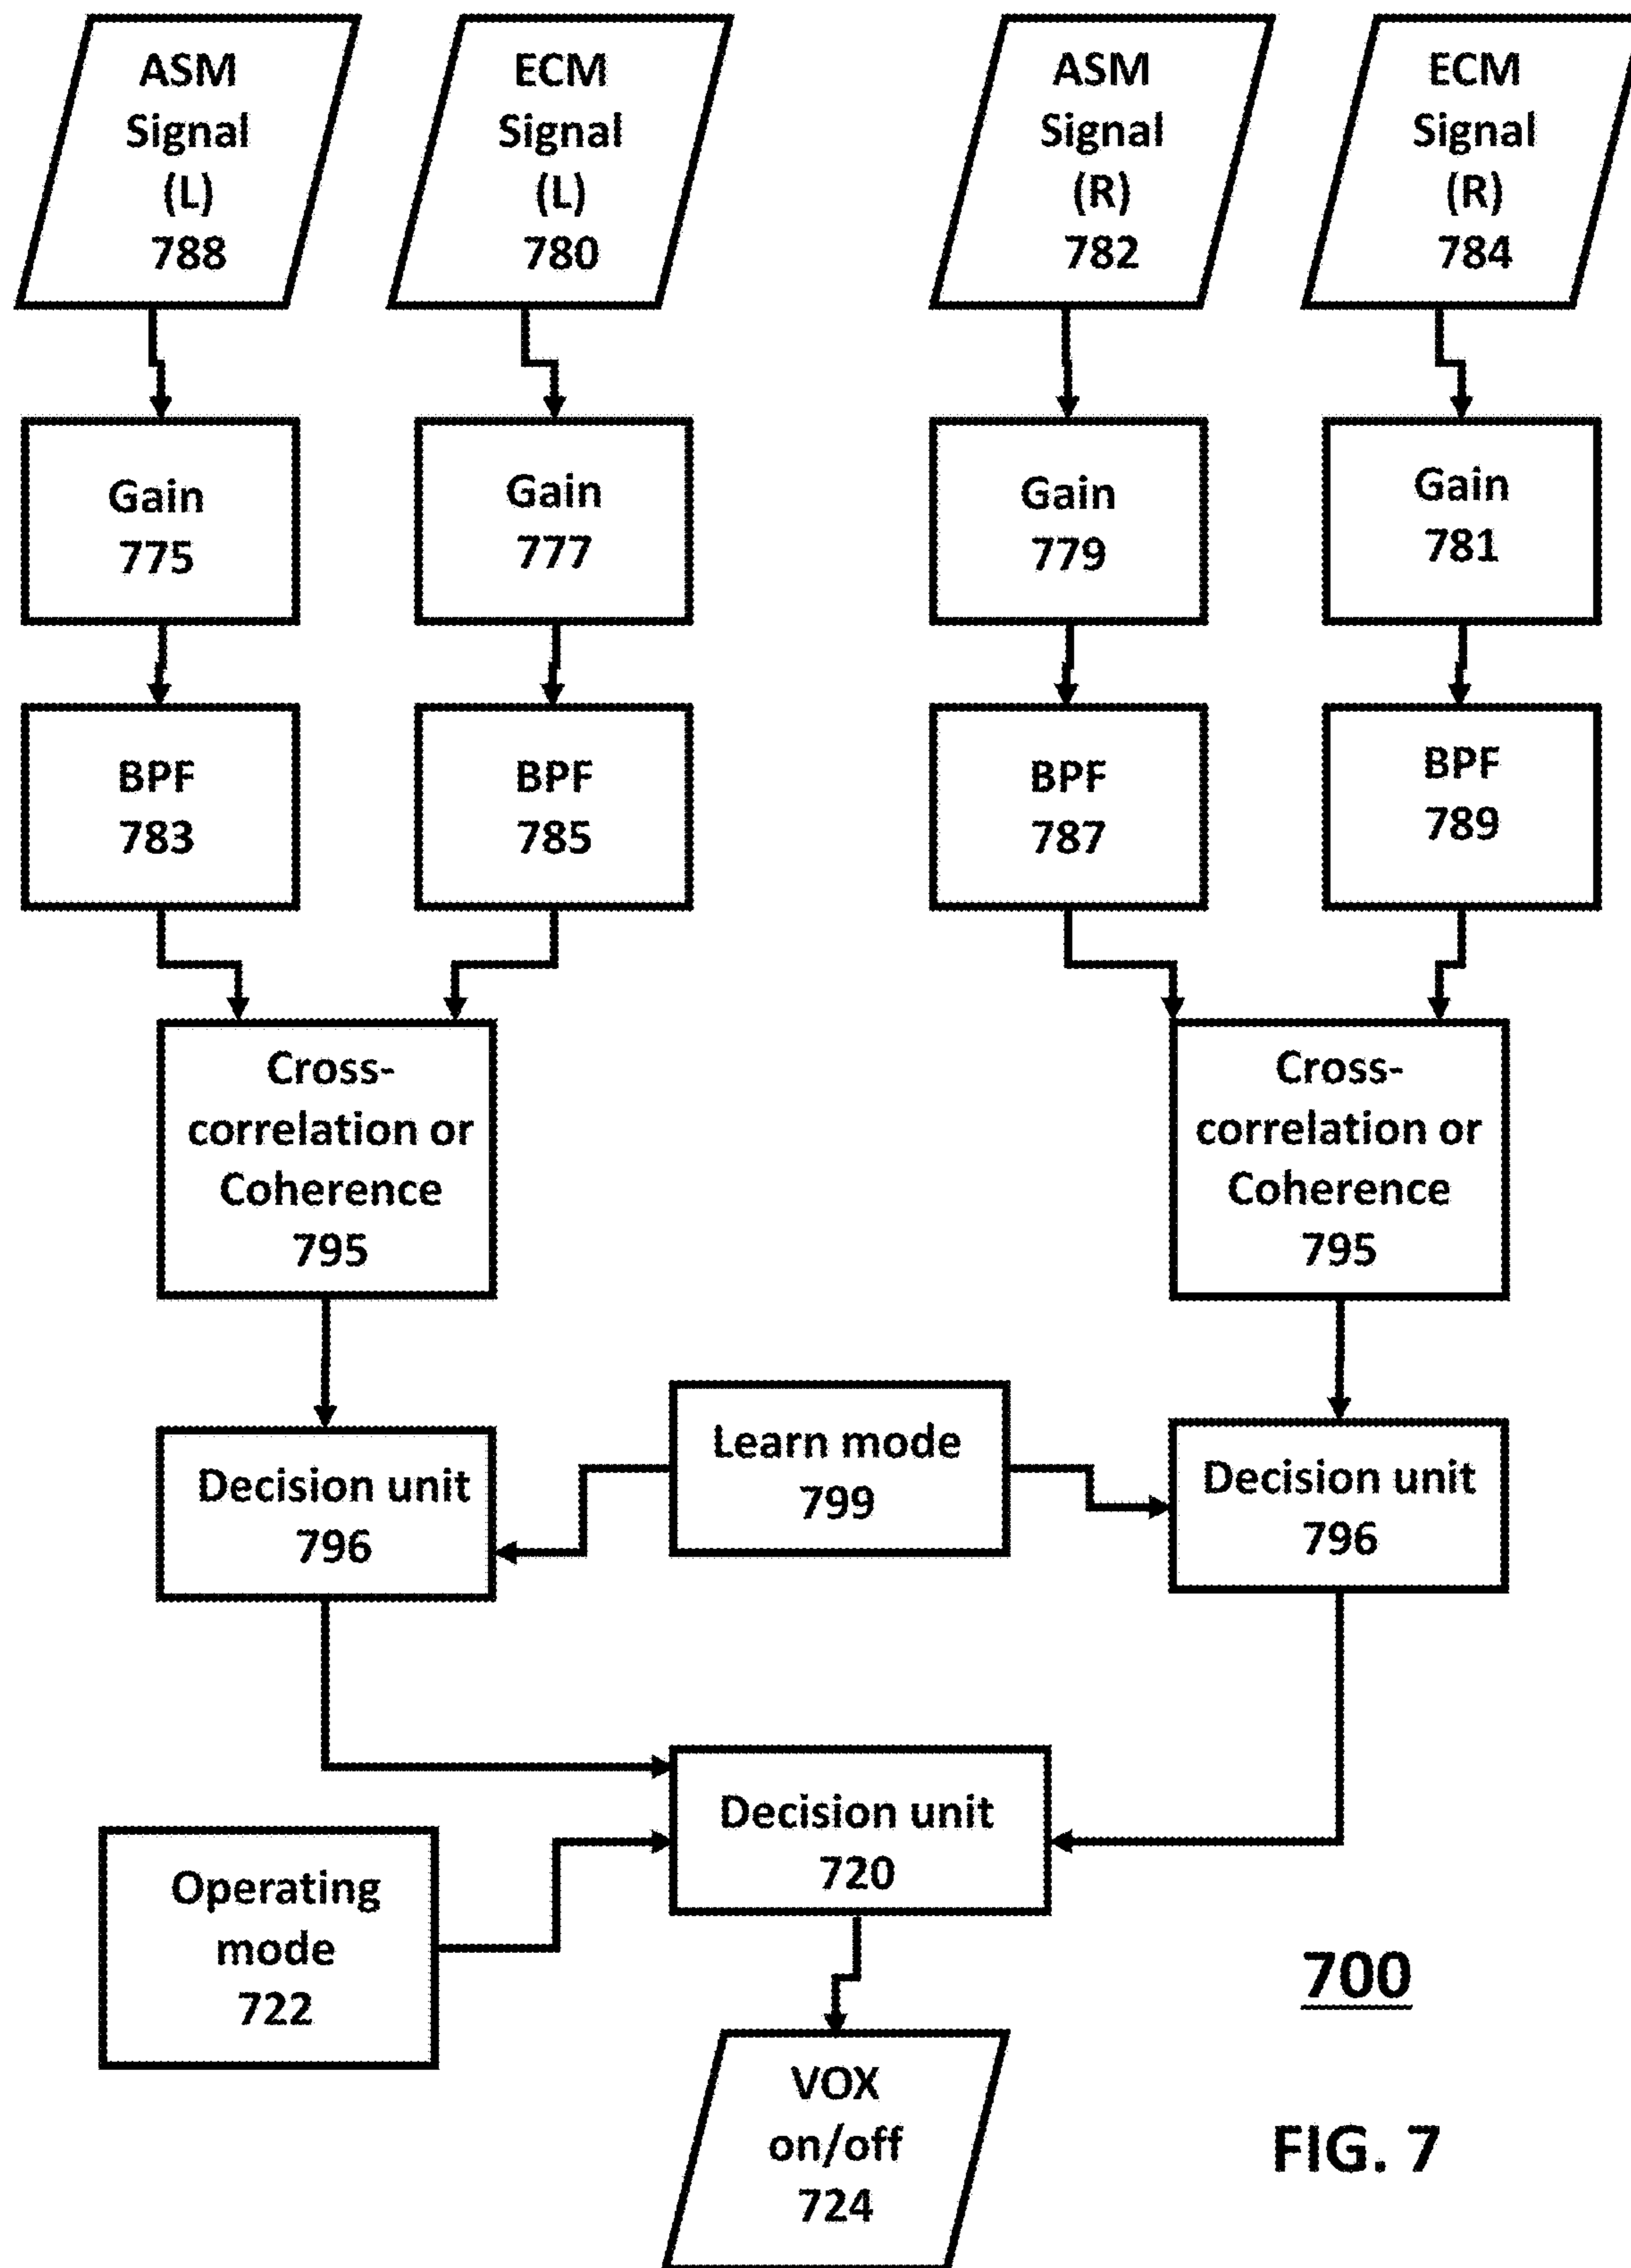 ASM
Signal
(L)
788
ECM
Signal
(L)
780
ASM
Signal
(R)
782
ECM
Signal
(R)
784
Gain
775
Gain
777
Gain
779
Gain
781
BPF
783
BPF
785
BPF
787
BPF
789
Cross-
correlation or
Coherence
795
Cross-
correlation or
Coherence
795
Decision unit
796
Learn mode
799
Decision unit
796
Decision unit
720
Operating
mode
722
VOX
on/off
724
700
FIG. 7